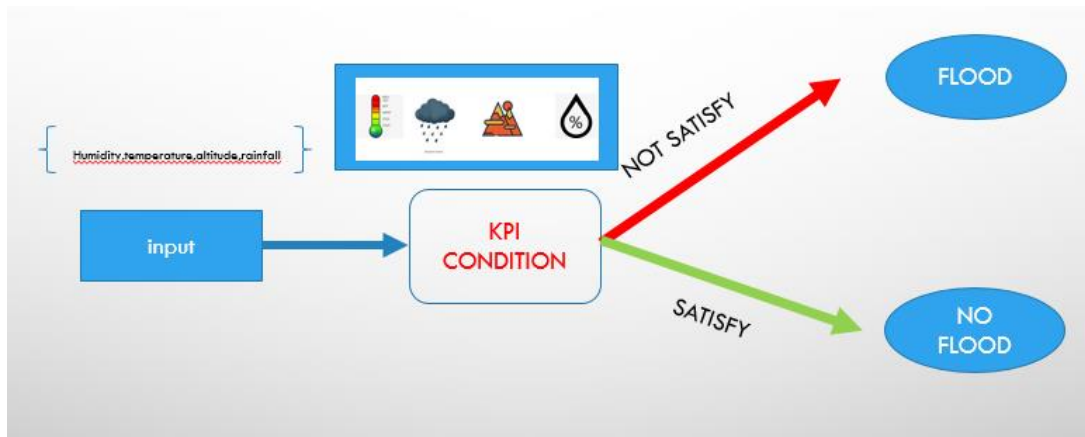 Humidity,temperature,altitude,rainfall
%
input
KPI
CONDITION
NOT SATISFY
SATISFY
FLOOD
NO
FLOOD